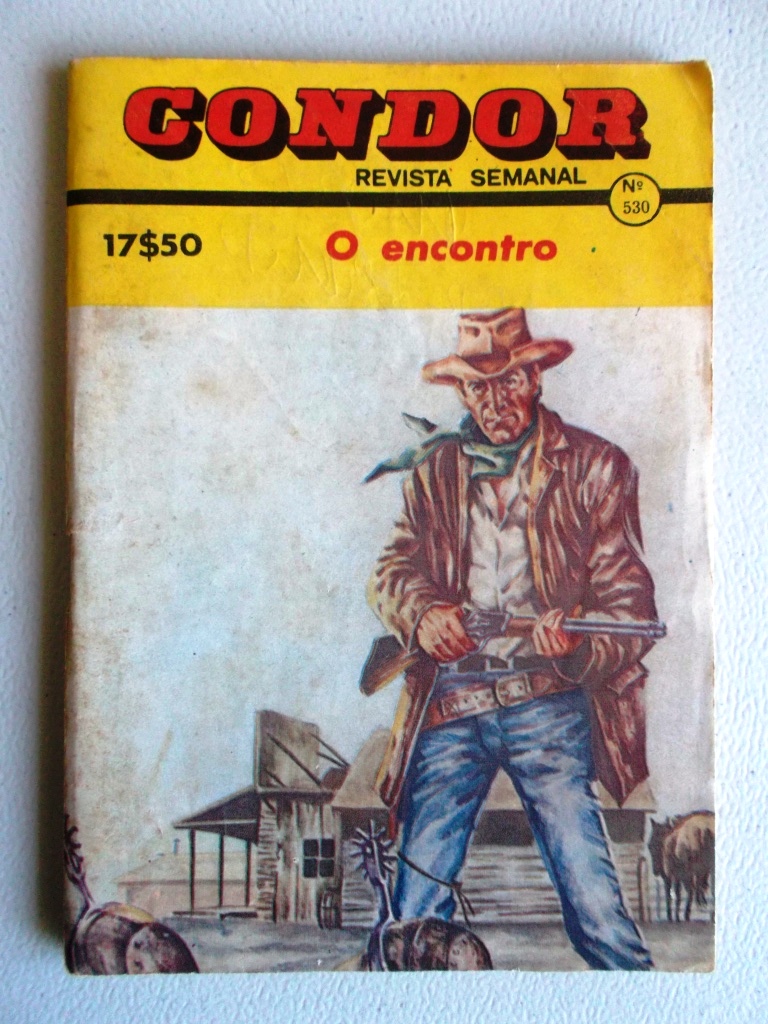 CONDOR
REVISTA SEMANAL
Nº
530
17$50
O encontro